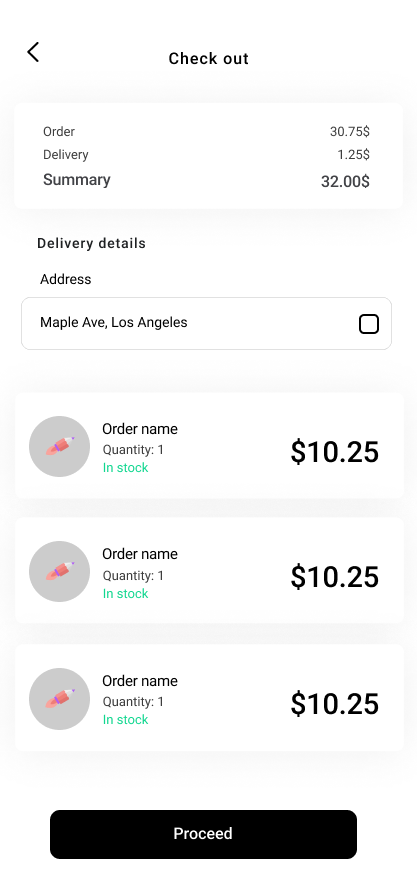 Check out
Order 30.75$
Delivery 1.25$
Summary 32.00$
Delivery details
Address
Maple Ave, Los Angeles
Order name
Quantity: 1
In stock
$10.25
Order name
Quantity: 1
In stock
$10.25
Order name
Quantity: 1
In stock
$10.25
Proceed